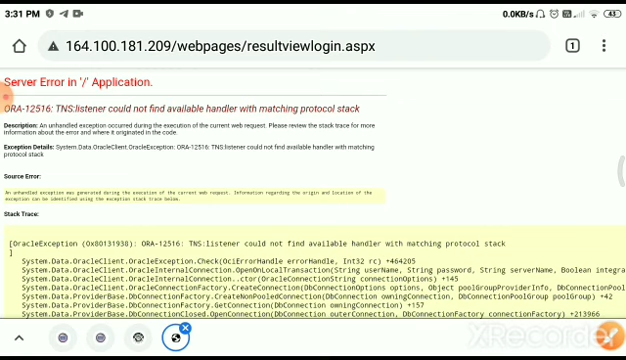 3:31 PM 0.0KB/s 43
164.100.181.209/webpages/resultviewlogin.aspx 1
Server Error in '/' Application.
ORA-12516: TNS:listener could not find available handler with matching protocol stack
Description: An unhandled exception occurred during the execution of the current web request. Please review the stack trace for more
information about the error and where it originated in the code.
Exception Details: System.Data.OracleClient.OracleException: ORA-12516: TNS:listener could not find available handler with matching
protocol stack
Source Error:
An unhandled exception was generated during the execution of the current web request. Information regarding the origin and location of the
exception can be identified using the exception stack trace below.
Stack Trace:
[OracleException (0x80131938): ORA-12516: TNS:listener could not find available handler with matching protocol stack
]
System.Data.OracleClient.OracleException.Check(OciErrorHandle errorHandle, Int32 rc) +464205
System.Data.OracleClient.OracleInternalConnection.OpenOnLocalTransaction(String userName, String password, String serverName, Boolean integra
System.Data.OracleClient.OracleInternalConnection..ctor(OracleConnectionString connectionOptions) +145
System.Data.OracleClient.OracleConnectionFactory.CreateConnection(DbConnectionOptions options, Object poolGroupProviderInfo, DbConnectionPool
System.Data.ProviderBase.DbConnectionFactory.CreateNonPooledConnection(DbConnection owningConnection, DbConnectionPoolGroup poolGroup) +42
System.Data.ProviderBase.DbConnectionFactory.GetConnection(DbConnection owningConnection) +157
System.Data.ProviderBase.DbConnectionClosed.OpenConnection(DbConnection outerConnection, DbConnectionFactory connectionFactory) +213966
XRecorder